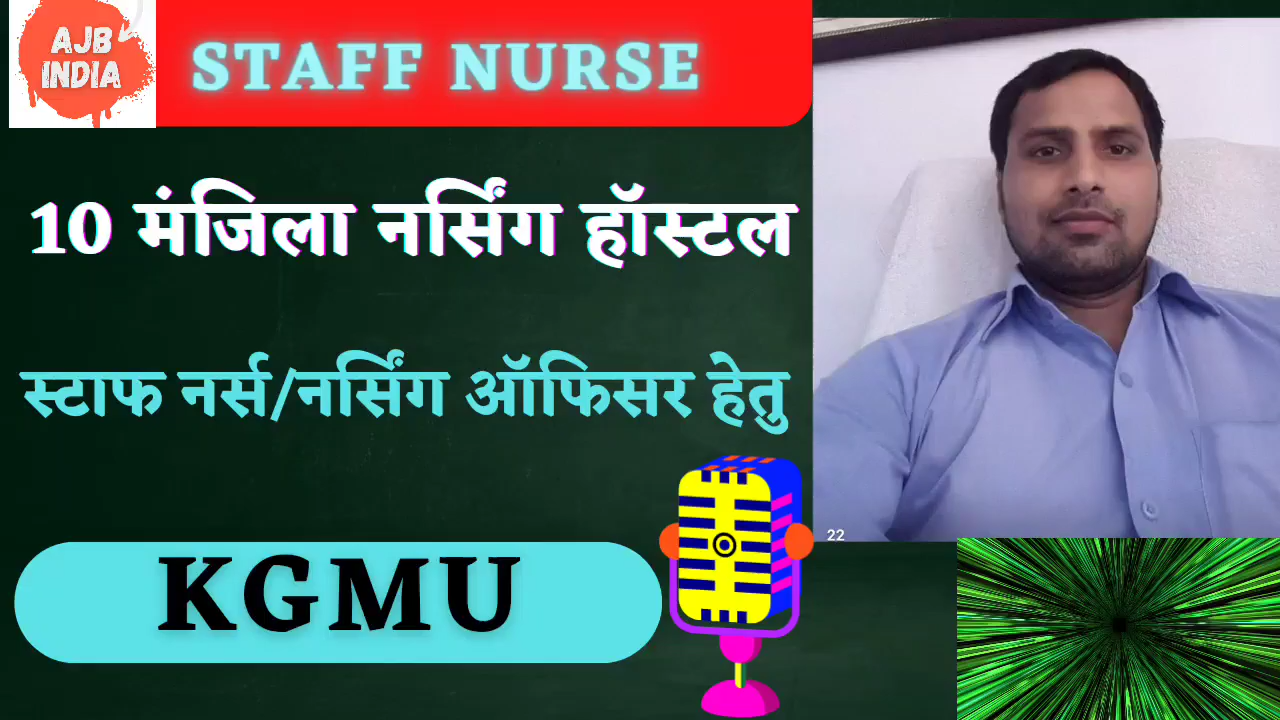 AJB
INDIA
STAFF NURSE
10 मंजिला नर्सिंग हॉस्टल
स्टाफ नर्स/नर्सिंग ऑफिसर हेतु
22
KGMU